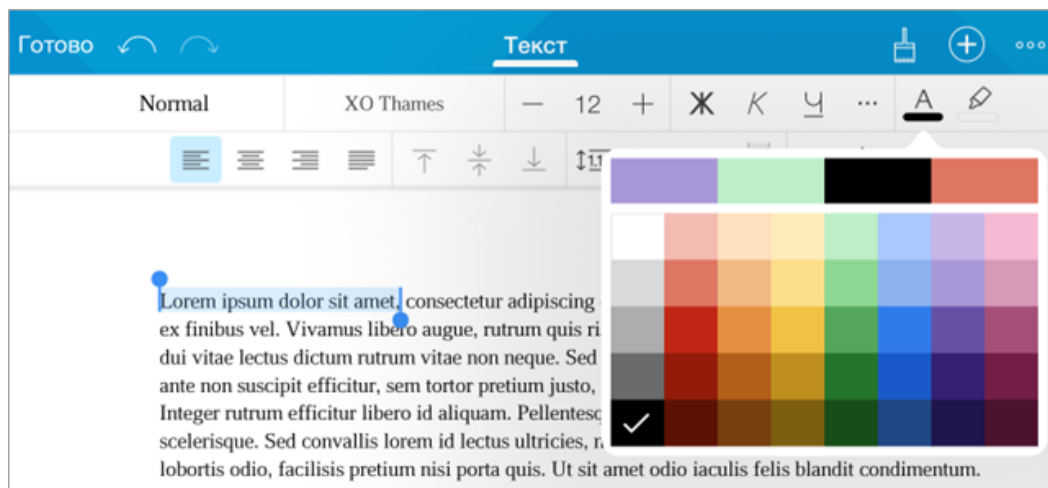 Готово
Текст
Normal XO Thames — 12 + Ж К Ч ... А
1.1
Lorem ipsum dolor sit amet, consectetur adipiscing
ex finibus vel. Vivamus libero augue, rutrum quis
dui vitae lectus dictum rutrum vitae non neque. Sed
ante non suscipit efficitur, sem tortor pretium justo,
Integer rutrum efficitur libero id aliquam.
scelerisque. Sed convallis lorem id lectus ultricies,
lobortis odio, facilisis pretium nisi porta quis. Ut sit amet odio iaculis felis blandit condimentum.